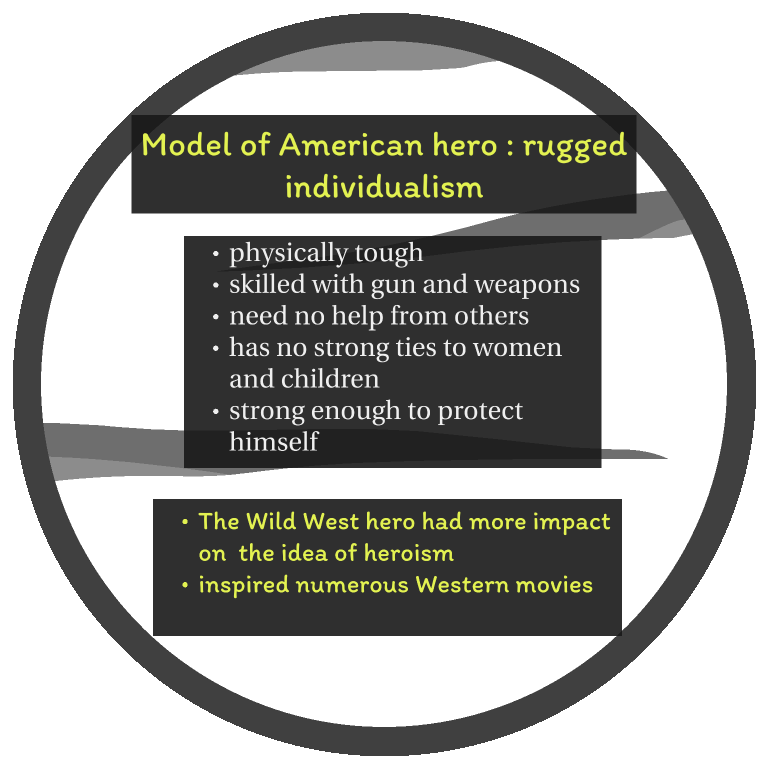 Model of American hero : rugged
individualism
• physically tough
• skilled with gun and weapons
• need no help from others
• has no strong ties to women
and children
• strong enough to protect
himself
• The Wild West hero had more impact
on  the idea of heroism
• inspired numerous Western movies